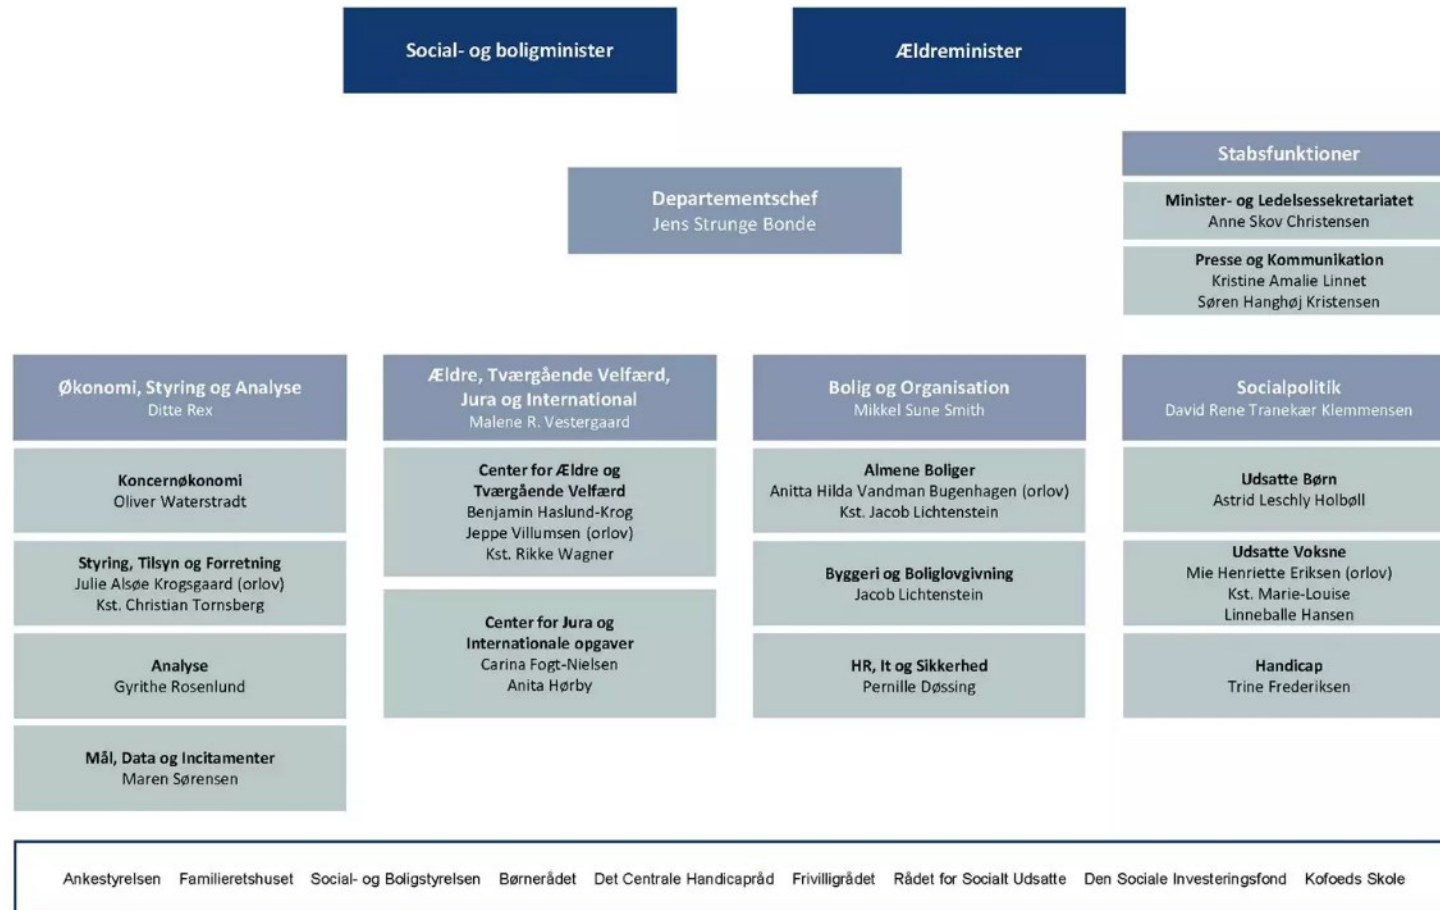 Social- og boligminister
Ældreminister
Stabsfunktioner
Minister- og Ledelsessekretariatet
Anne Skov Christensen
Presse og Kommunikation
Kristine Amalie Linnet
Søren Hanghøj Kristensen
Departementschef
Jens Strunge Bonde
Økonomi, Styring og Analyse
Ditte Rex
Koncernøkonomi
Oliver Waterstradt
Styring, Tilsyn og Forretning
Julie Alsøe Krogsgaard (orlov)
Kst. Christian Tornsberg
Analyse
Gyrithe Rosenlund
Mål, Data og Incitamenter
Maren Sørensen
Ældre, Tværgående Velfærd,
Jura og International
Malene R. Vestergaard
Center for Ældre og
Tværgående Velfærd
Benjamin Haslund-Krog
Jeppe Villumsen (orlov)
Kst. Rikke Wagner
Center for Jura og
Internationale opgaver
Carina Fogt-Nielsen
Anita Hørby
Bolig og Organisation
Mikkel Sune Smith
Almene Boliger
Anitta Hilda Vandman Bugenhagen (orlov)
Kst. Jacob Lichtenstein
Byggeri og Boliglovgivning
Jacob Lichtenstein
HR, It og Sikkerhed
Pernille Døssing
Socialpolitik
David Rene Tranekær Klemmensen
Udsatte Børn
Astrid Leschly Holbøll
Udsatte Voksne
Mie Henriette Eriksen (orlov)
Kst. Marie-Louise
Linneballe Hansen
Handicap
Trine Frederiksen
Ankestyrelsen Familieretshuset Social- og Boligstyrelsen Børnerådet Det Centrale Handicapråd Frivilligrådet Rådet for Socialt Udsatte Den Sociale Investeringsfond Kofoeds Skole